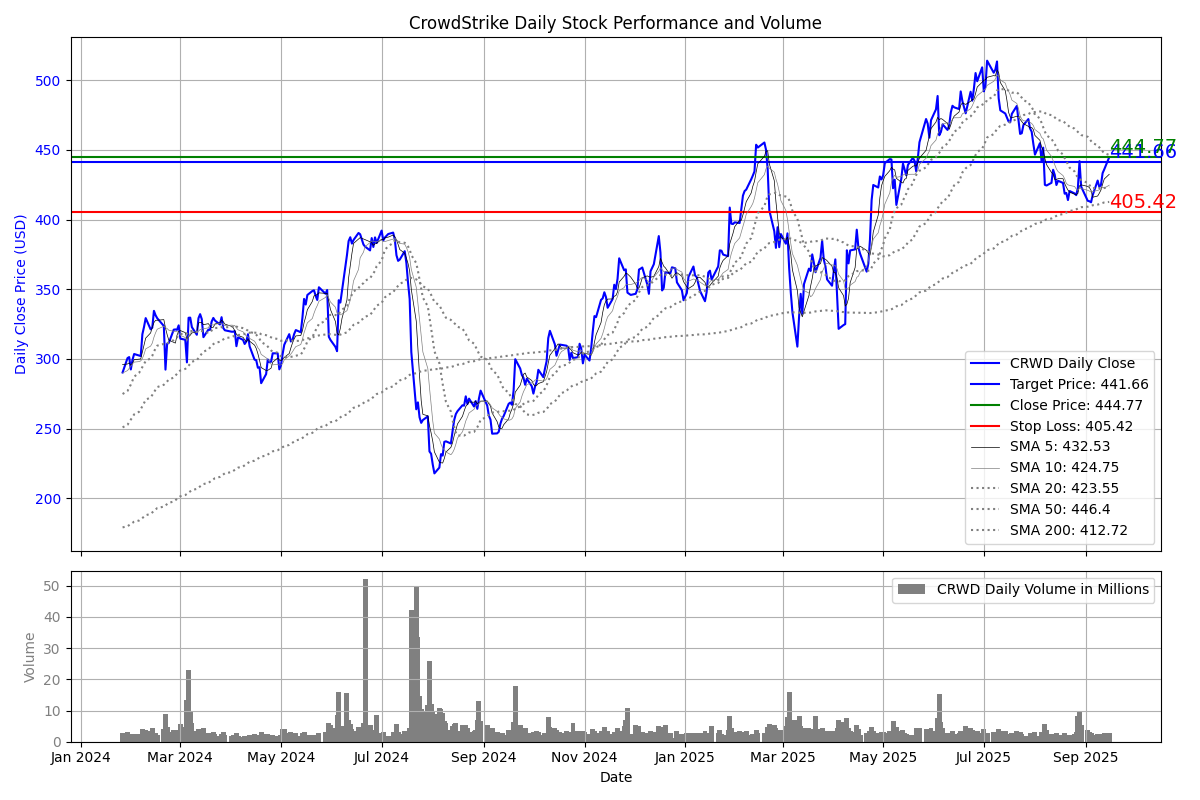 CrowdStrike Daily Stock Performance and Volume
Daily Close Price (USD)
500
450
400
350
300
250
200
444.77
441.66
405.42
CRWD Daily Close
Target Price: 441.66
Close Price: 444.77
Stop Loss: 405.42
SMA 5: 432.53
SMA 10: 424.75
SMA 20: 423.55
SMA 50: 446.4
SMA 200: 412.72
Volume
50
40
30
20
10
0
CRWD Daily Volume in Millions
Jan 2024 Mar 2024 May 2024 Jul 2024 Sep 2024 Nov 2024 Jan 2025 Mar 2025 May 2025 Jul 2025 Sep 2025
Date